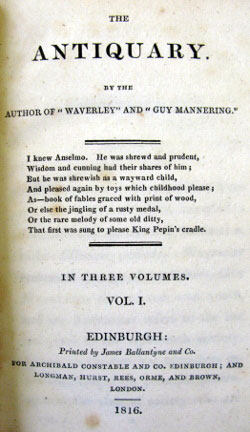 THE
ANTIQUARY.
BY THE
AUTHOR OF "WAVERLEY" AND "GUY MANNERING."
I knew Anselmo. He was shrewd and prudent,
Wisdom and cunning had their shares of him;
But he was shrewish as a wayward child,
And pleased again by toys which childhood please;
As—book of fables graced with print of wood,
Or else the jingling of a rusty medal,
Or the rare melody of some old ditty,
That first was sung to please King Pepin's cradle.
IN THREE VOLUMES.
VOL. I.
EDINBURGH:
Printed by James Ballantyne and Co.
FOR ARCHIBALD CONSTABLE AND CO. EDINBURGH; AND
LONGMAN, HURST, REES, ORME, AND BROWN,
LONDON.
1816.